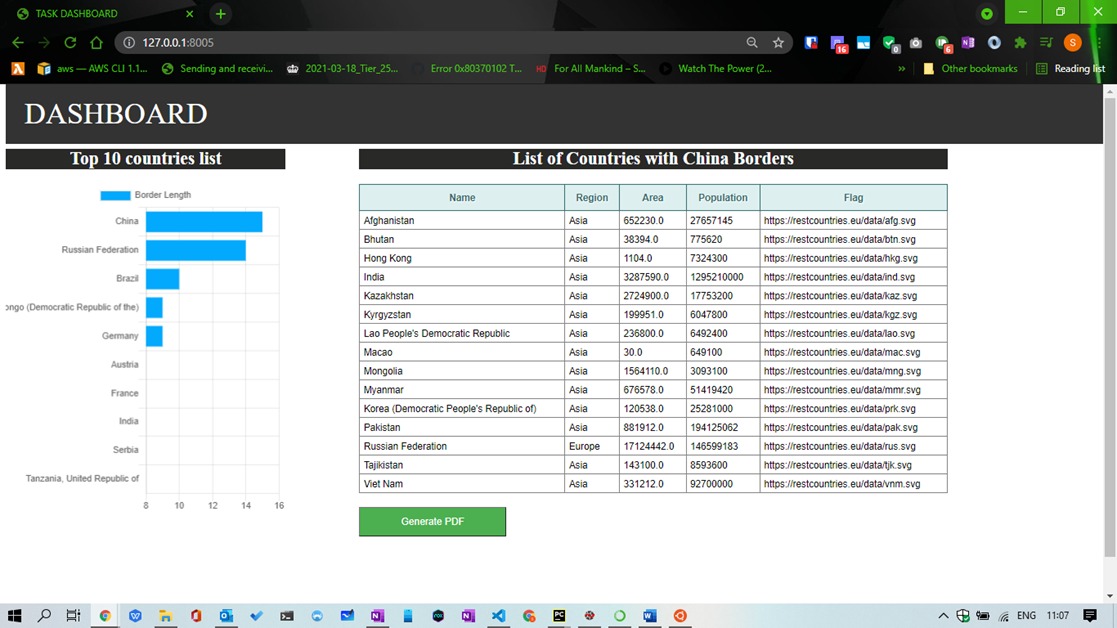 TASK DASHBOARD
127.0.0.1:8005
16
0
6
S
aws — AWS CLI 1.1...
Sending and receivi...
2021-03-18_Tier_25...
Error 0x80370102 T...
HD
For All Mankind – S...
Watch The Power (2...
»
Other bookmarks
Reading list
DASHBOARD
Top 10 countries list
Border Length
China
Russian Federation
Brazil
ongo (Democratic Republic of the)
Germany
Austria
France
India
Serbia
Tanzania, United Republic of
8 10 12 14 16
List of Countries with China Borders
Name Region Area Population Flag
Afghanistan Asia 652230.0 27657145 https://restcountries.eu/data/afg.svg
Bhutan Asia 38394.0 775620 https://restcountries.eu/data/btn.svg
Hong Kong Asia 1104.0 7324300 https://restcountries.eu/data/hkg.svg
India Asia 3287590.0 1295210000 https://restcountries.eu/data/ind.svg
Kazakhstan Asia 2724900.0 17753200 https://restcountries.eu/data/kaz.svg
Kyrgyzstan Asia 199951.0 6047800 https://restcountries.eu/data/kgz.svg
Lao People's Democratic Republic Asia 236800.0 6492400 https://restcountries.eu/data/lao.svg
Macao Asia 30.0 649100 https://restcountries.eu/data/mac.svg
Mongolia Asia 1564110.0 3093100 https://restcountries.eu/data/mng.svg
Myanmar Asia 676578.0 51419420 https://restcountries.eu/data/mmr.svg
Korea (Democratic People's Republic of) Asia 120538.0 25281000 https://restcountries.eu/data/prk.svg
Pakistan Asia 881912.0 194125062 https://restcountries.eu/data/pak.svg
Russian Federation Europe 17124442.0 146599183 https://restcountries.eu/data/rus.svg
Tajikistan Asia 143100.0 8593600 https://restcountries.eu/data/tjk.svg
Viet Nam Asia 331212.0 92700000 https://restcountries.eu/data/vnm.svg
Generate PDF
ENG 11:07